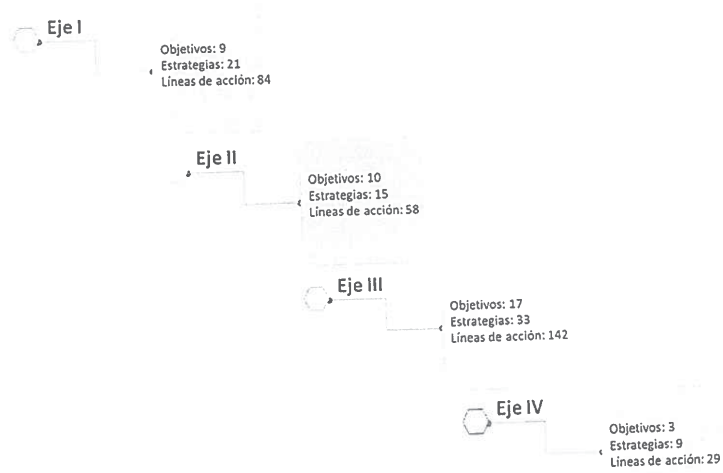 Eje I
Objetivos: 9
Estrategias: 21
Líneas de acción: 84
Eje II
Objetivos: 10
Estrategias: 15
Líneas de acción: 58
Eje III
Objetivos: 17
Estrategias: 33
Líneas de acción: 142
Eje IV
Objetivos: 3
Estrategias: 9
Líneas de acción: 29